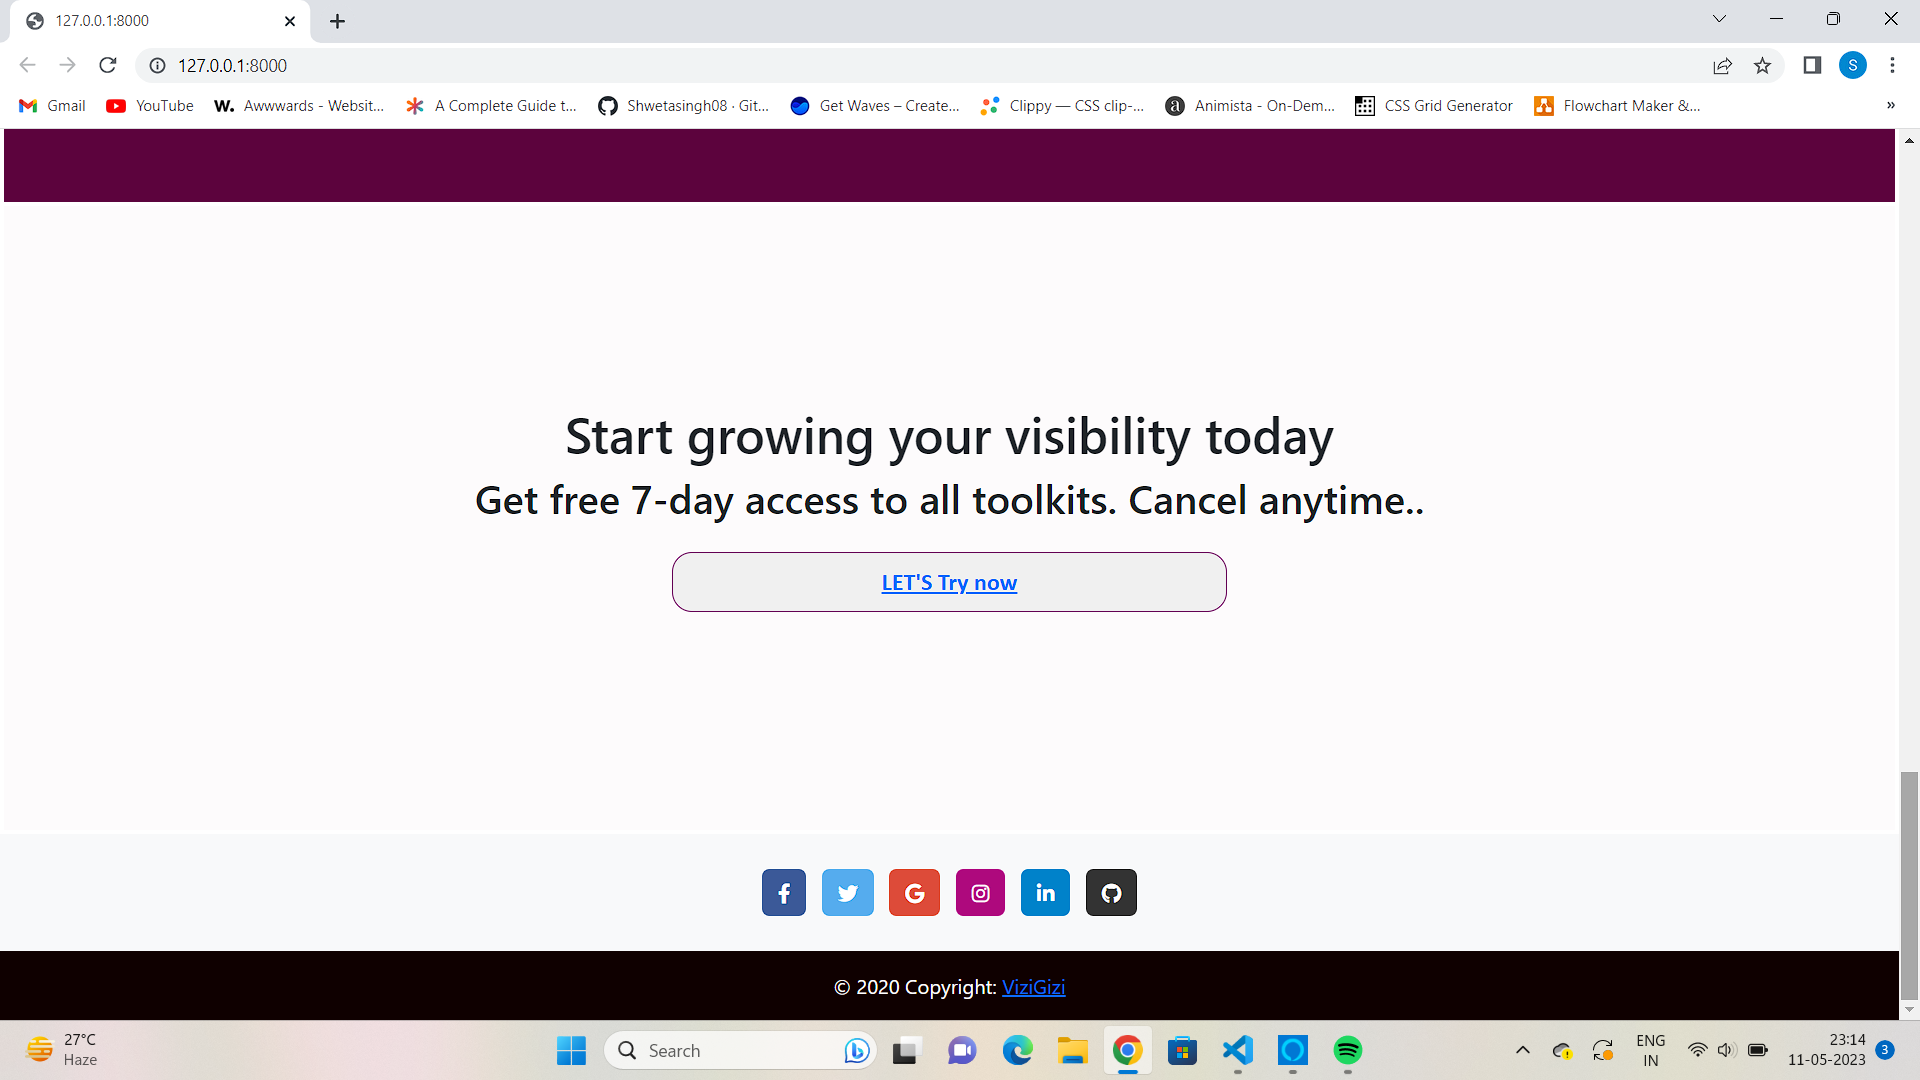 127.0.0.1:8000
127.0.0.1:8000
S
Gmail
YouTube
W. Awwwards - Websit...
A Complete Guide t...
Shwetasingh08 · Git...
Get Waves – Create...
Clippy — CSS clip-...
a Animista - On-Dem...
CSS Grid Generator
Flowchart Maker &...
»
Start growing your visibility today
Get free 7-day access to all toolkits. Cancel anytime..
LET'S Try now
© 2020 Copyright: ViziGizi
27°C
Haze
Search
ENG
IN
23:14
11-05-2023
3